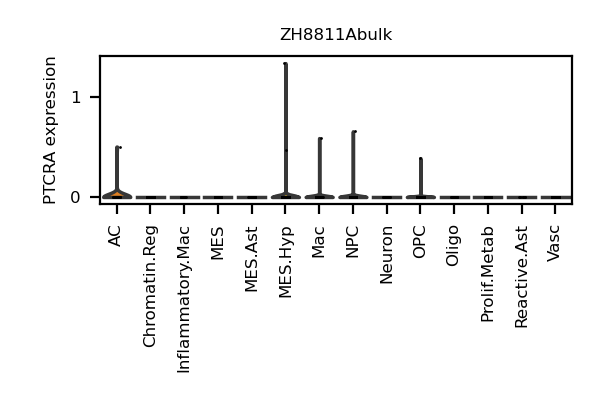 ZH8811Abulk
PTCRA expression
1
0
AC
Chromatin.Reg
Inflammatory.Mac
MES
MES.Ast
MES.Hyp
Mac
NPC
Neuron
OPC
Oligo
Prolif.Metab
Reactive.Ast
Vasc